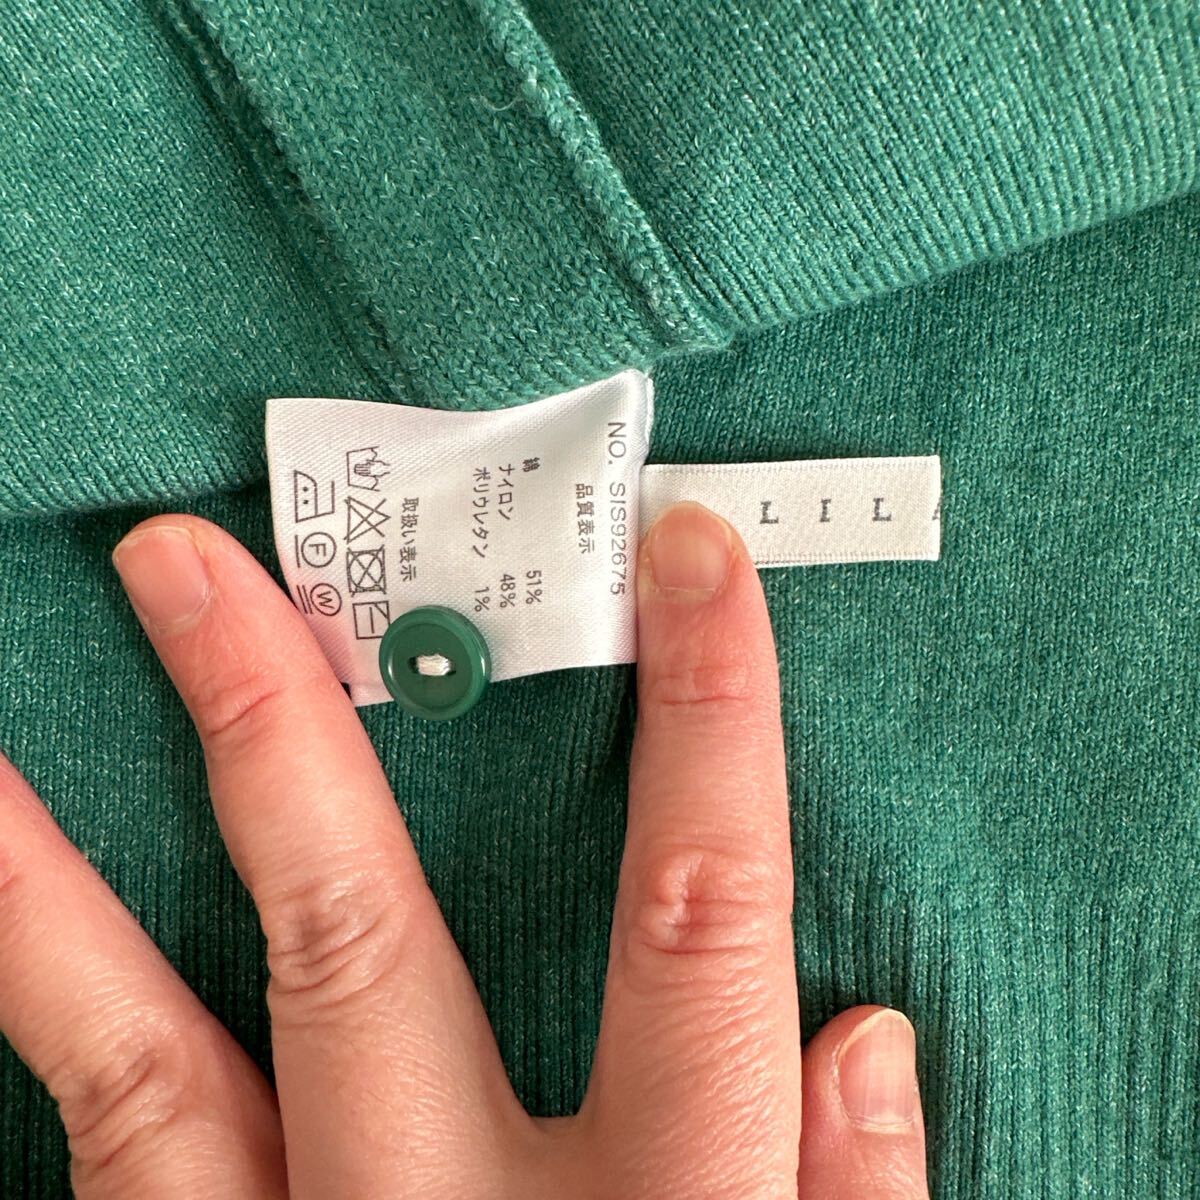 NO. SIS92675
品質表示
綿 51%
ナイロン 48%
ポリウレタン 1%
取扱い表示
F
W
LILA